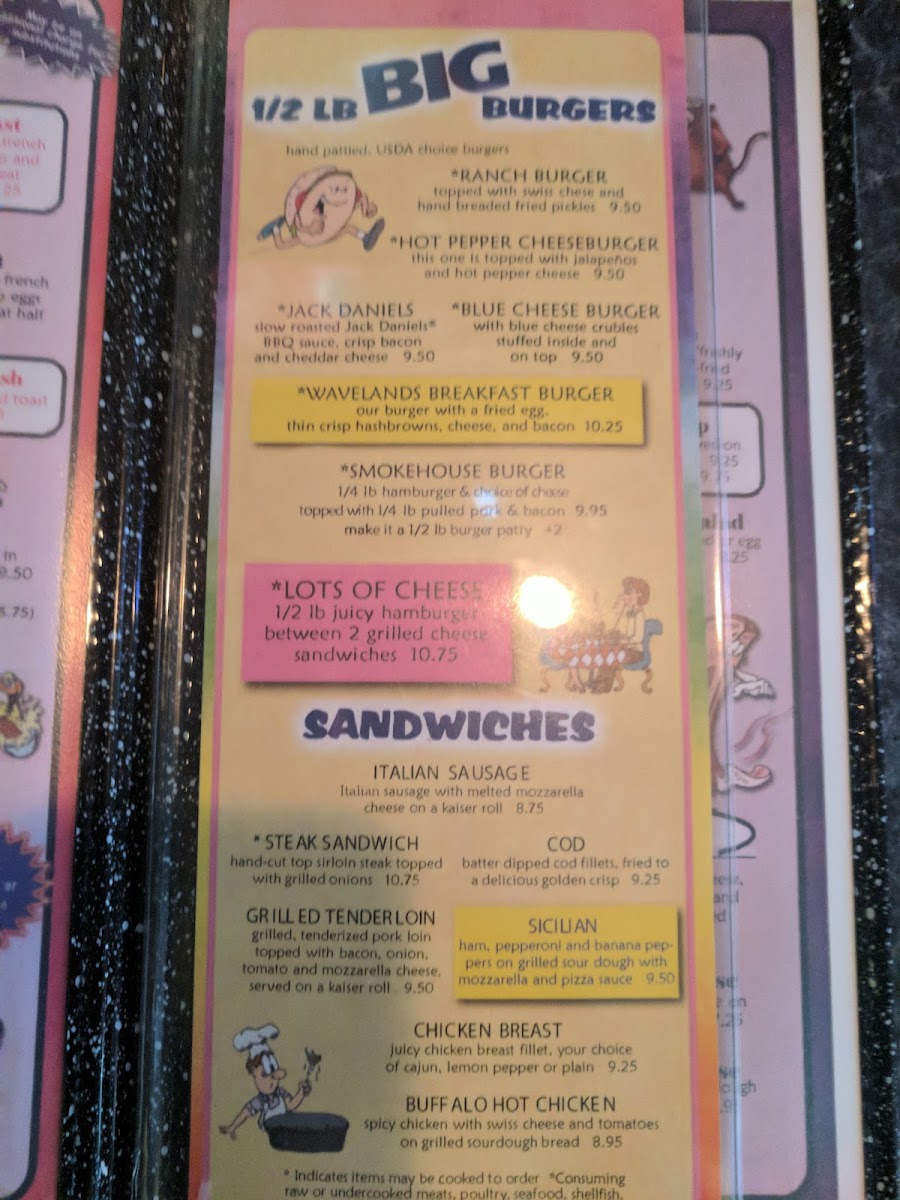 1/2 LB BIG BURGERS
hand pattied, USDA choice burgers
*RANCH BURGER
topped with swiss chese and
hand breaded fried pickles 9.50
*HOT PEPPER CHEESEBURGER
this one is topped with jalapeños
and hot pepper cheese 9.50
*JACK DANIELS
slow roasted Jack Daniels®
BBQ sauce, crisp bacon
and cheddar cheese 9.50
*BLUE CHEESE BURGER
with blue cheese crubles
stuffed inside and
on top 9.50
*WAVELANDS BREAKFAST BURGER
our burger with a fried egg,
thin crisp hashbrowns, cheese, and bacon 10.25
*SMOKEHOUSE BURGER
1/4 lb hamburger & choice of cheese
topped with 1/4 lb pulled pork & bacon 9.95
make it a 1/2 lb burger patty +2
*LOTS OF CHEESE
1/2 lb juicy hamburger
between 2 grilled cheese
sandwiches 10.75
SANDWICHES
ITALIAN SAUSAGE
Italian sausage with melted mozzarella
cheese on a kaiser roll 8.75
* STEAK SANDWICH
hand-cut top sirloin steak topped
with grilled onions 10.75
COD
batter dipped cod fillets, fried to
a delicious golden crisp 9.25
GRILLED TENDERLOIN
grilled, tenderized pork loin
topped with bacon, onion,
tomato and mozzarella cheese,
served on a kaiser roll 9.50
SICILIAN
ham, pepperoni and banana pep-
pers on grilled sour dough with
mozzarella and pizza sauce 9.50
CHICKEN BREAST
juicy chicken breast fillet, your choice
of cajun, lemon pepper or plain 9.25
BUFFALO HOT CHICKEN
spicy chicken with swiss cheese and tomatoes
on grilled sourdough bread 8.95
* Indicates items may be cooked to order *Consuming
raw or undercooked meats, poultry, seafood, shellfish,